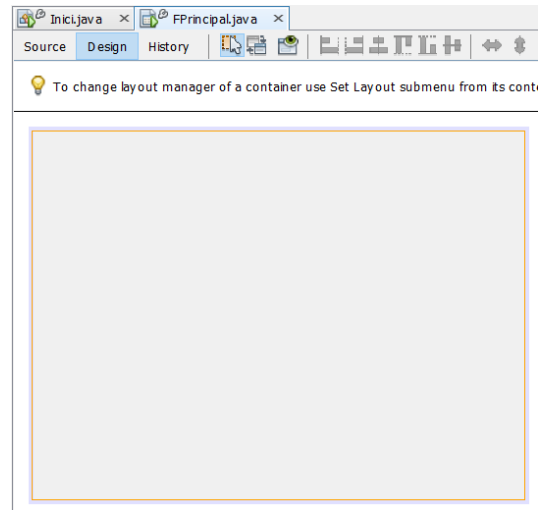 Inici.java × FPrincipal.java ×
Source Design History
To change layout manager of a container use Set Layout submenu from its conte